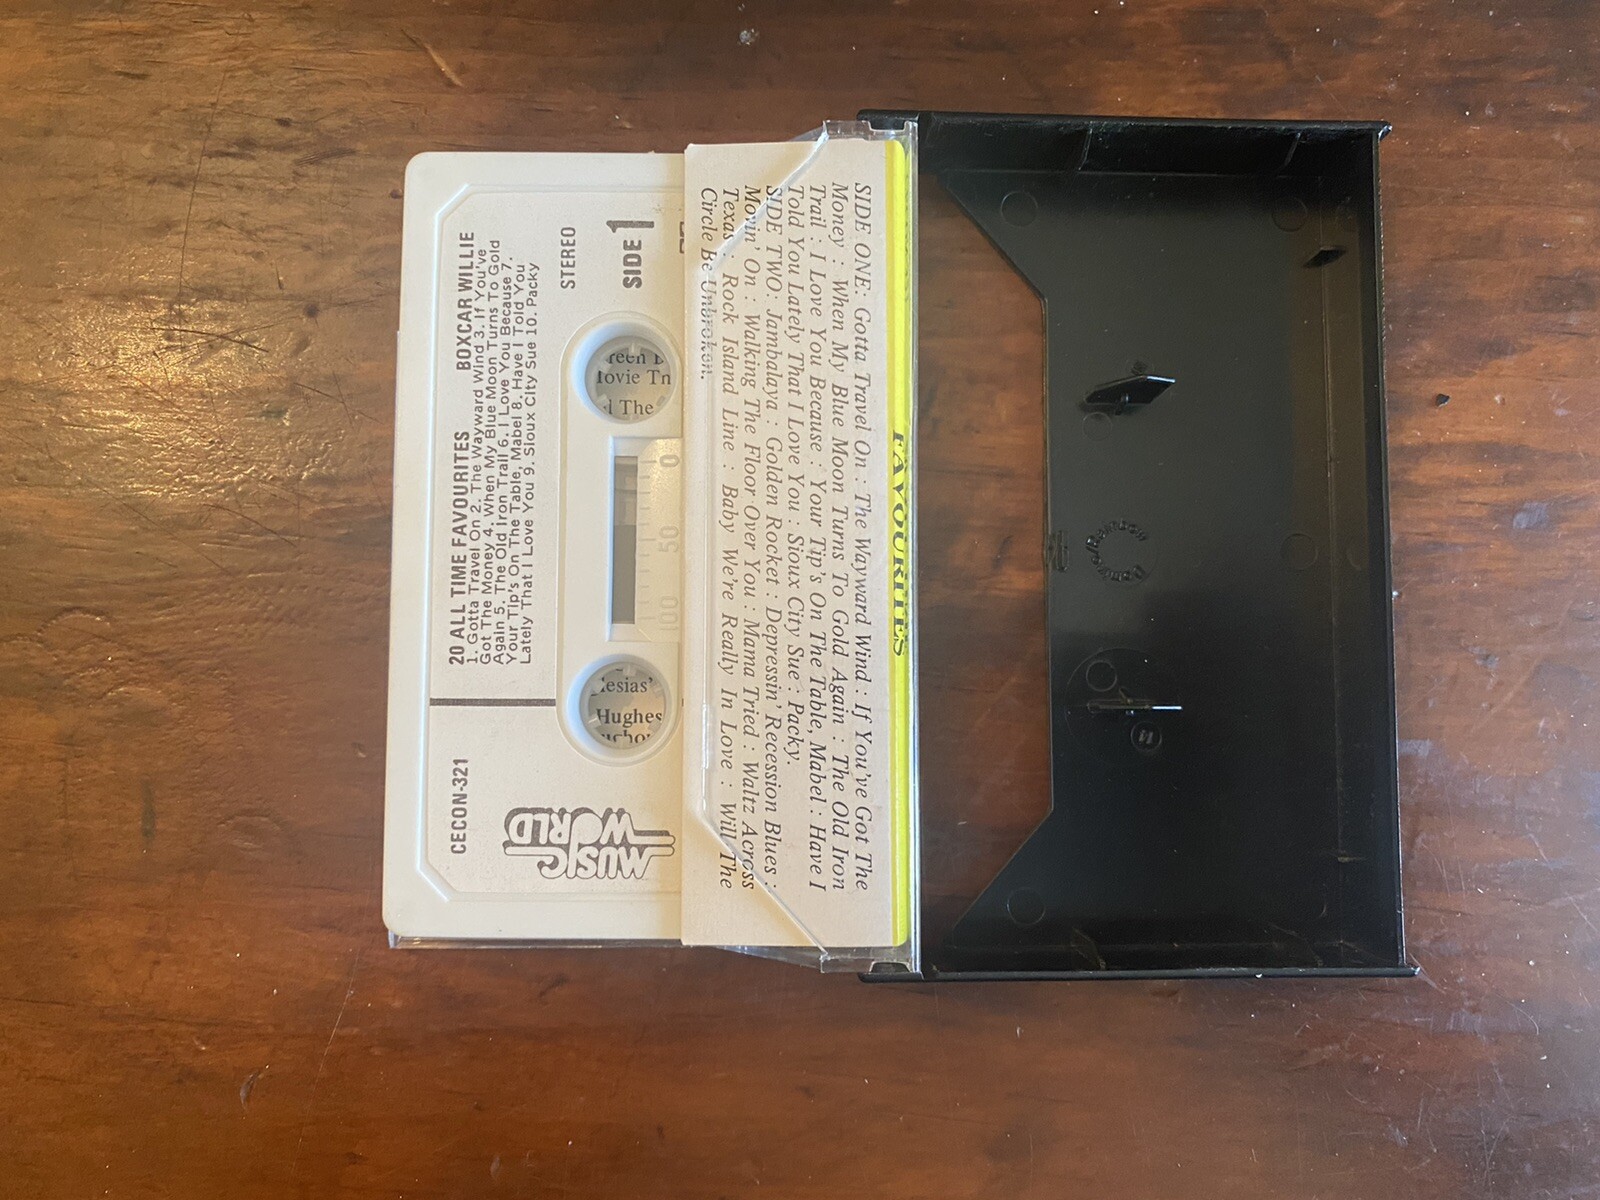 20 ALL TIME FAVOURITES BOXCAR WILLIE
1. Gotta Travel On 2. The Wayward Wind 3. If You've
Got The Money 4. When My Blue Moon Turns To Gold
Again 5. The Old Iron Trail 6. I Love You Because 7.
Your Tip's On The Table, Mabel 8. Have I Told You
Lately That I Love You 9. Sioux City Sue 10. Packy
STEREO
SIDE 1
CECON-321
MUSIC
WORLD
0 50 100
Iovie
The
lesias'
Hughes
FAVOURITES
SIDE ONE: Gotta Travel On : The Wayward Wind : If You've Got The
Money : When My Blue Moon Turns To Gold Again : The Old Iron
Trail : I Love You Because : Your Tip's On The Table, Mabel : Have I
Told You Lately That I Love You : Sioux City Sue : Packy.
SIDE TWO: Jambalaya : Golden Rocket : Depressin' Recession Blues :
Movin' On : Walking The Floor Over You : Mama Tried : Waltz Across
Texas : Rock Island Line : Baby We're Really In Love : Will The
Circle Be Unbroken.
14